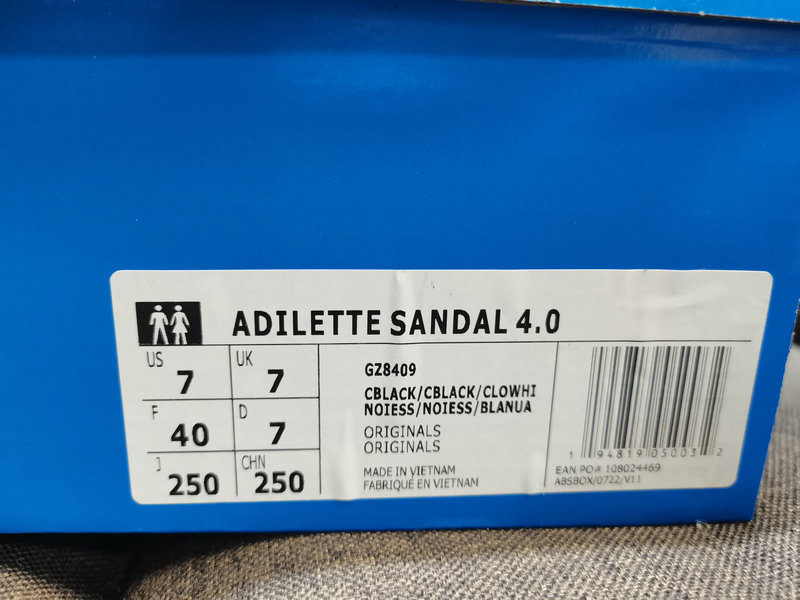 ADILETTE SANDAL 4.0
US 7
UK 7
F 40
D 7
J 250
CHN 250
GZ8409
CBLACK/CBLACK/CLOWHI
NOIESS/NOIESS/BLANUA
ORIGINALS
ORIGINALS
MADE IN VIETNAM
FABRIQUÉ EN VIETNAM
1 94819 05003 2
EAN PO# 108024469
ABSBOX/0722/V11